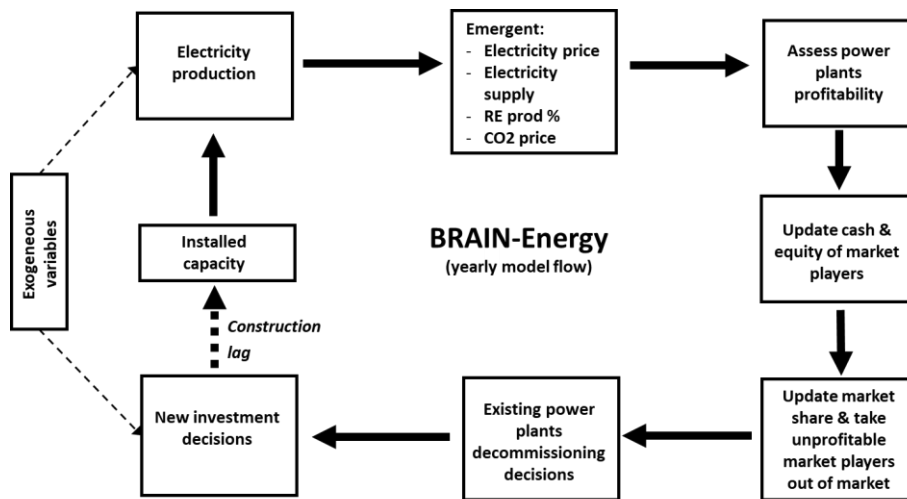 Electricity
production
Emergent:
- Electricity price
- Electricity
supply
- RE prod %
- CO2 price
Assess power
plants
profitability
Exogeneous
variables
Installed
capacity
BRAIN-Energy
(yearly model flow)
Update cash &
equity of market
players
Construction
lag
New investment
decisions
Existing power
plants
decommissioning
decisions
Update market
share & take
unprofitable
market players
out of market